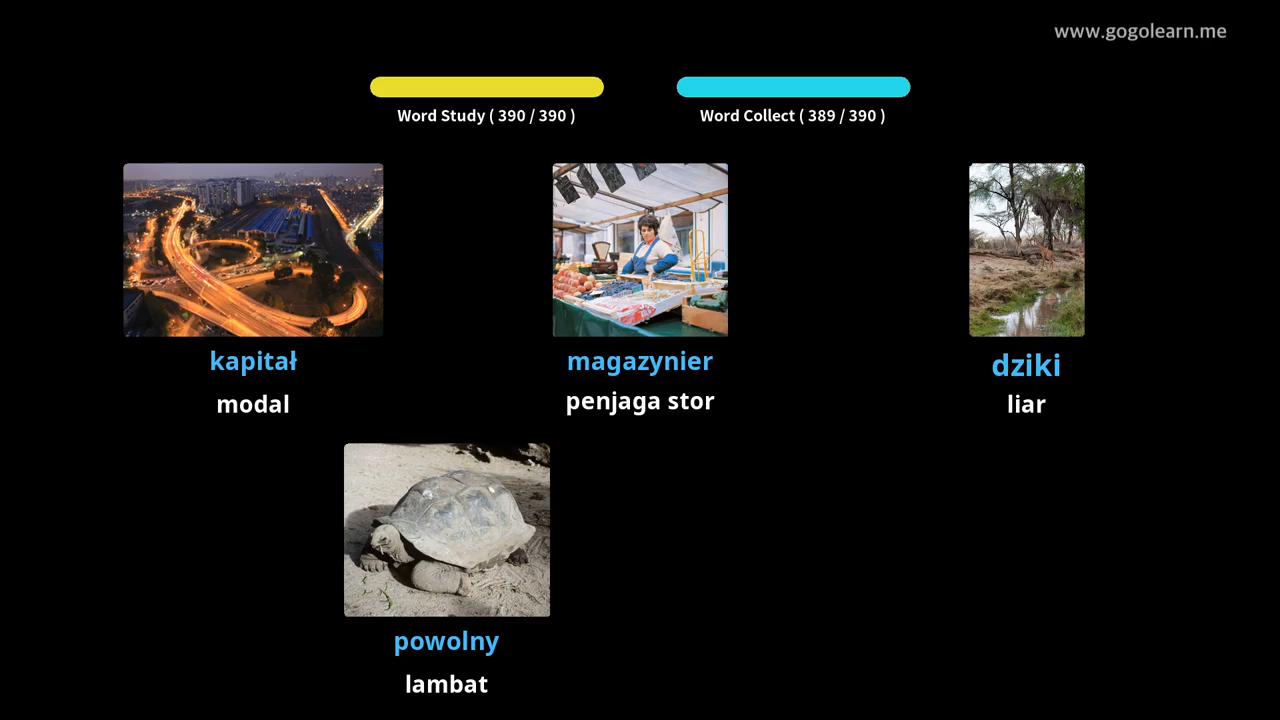 www.gogolearn.me
Word Study ( 390 / 390 )
Word Collect ( 389 / 390 )
kapitał
modal
magazynier
penjaga stor
dziki
liar
powolny
lambat